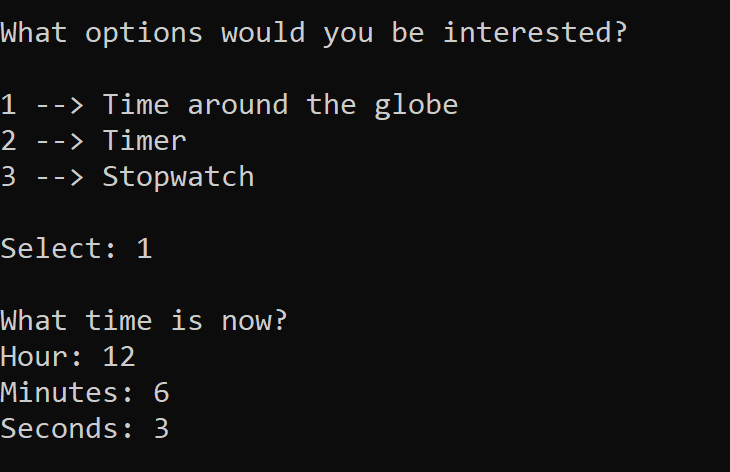 What options would you be interested?
1 --> Time around the globe
2 --> Timer
3 --> Stopwatch
Select: 1
What time is now?
Hour: 12
Minutes: 6
Seconds: 3